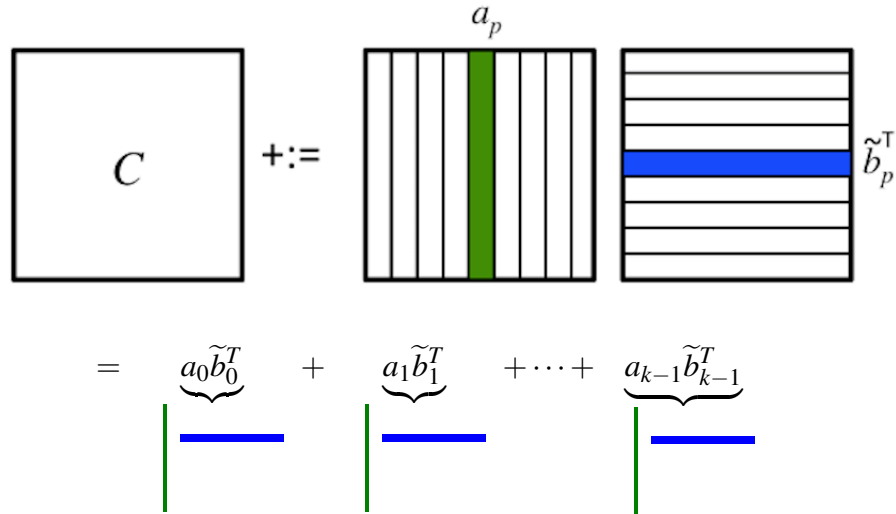 a_p
C +:= b̃_p^T
= a_0 b̃_0^T + a_1 b̃_1^T + ⋯ + a_{k−1} b̃_{k−1}^T